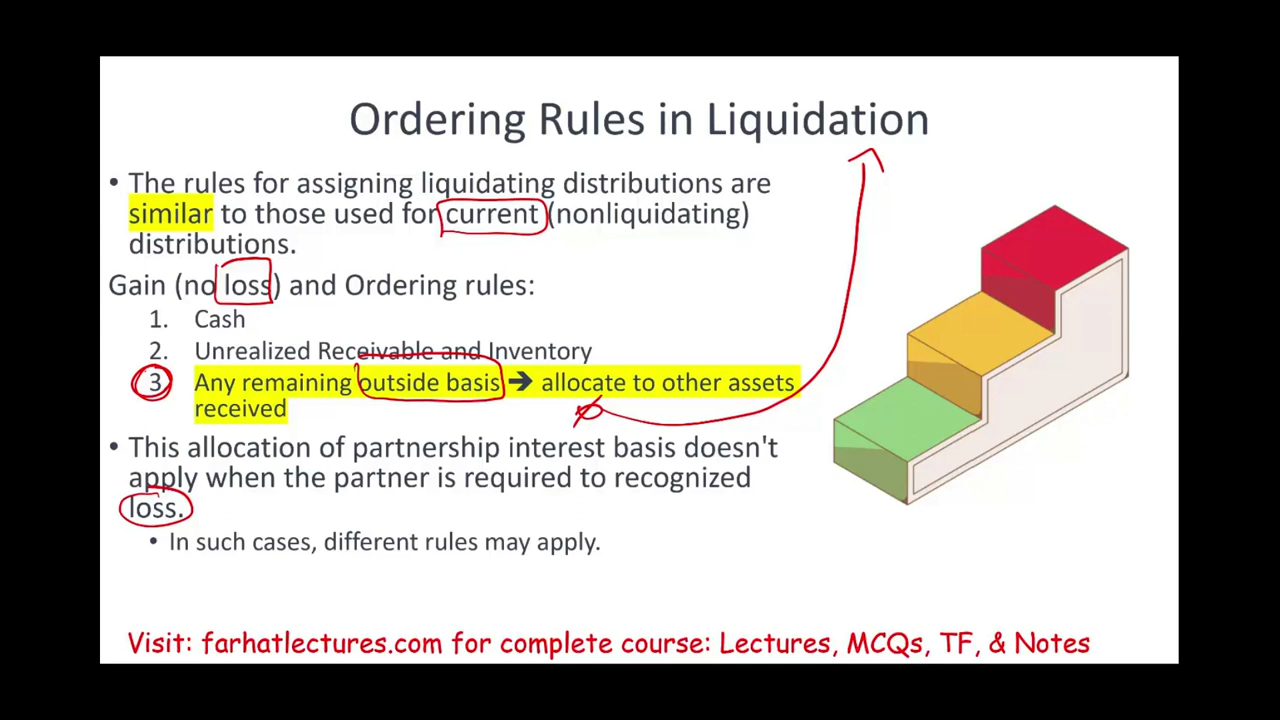 Ordering Rules in Liquidation
• The rules for assigning liquidating distributions are
similar to those used for current (nonliquidating)
distributions.
Gain (no loss) and Ordering rules:
1. Cash
2. Unrealized Receivable and Inventory
3. Any remaining outside basis → allocate to other assets
received
• This allocation of partnership interest basis doesn't
apply when the partner is required to recognized
loss.
• In such cases, different rules may apply.
Visit: farhatlectures.com for complete course: Lectures, MCQs, TF, & Notes